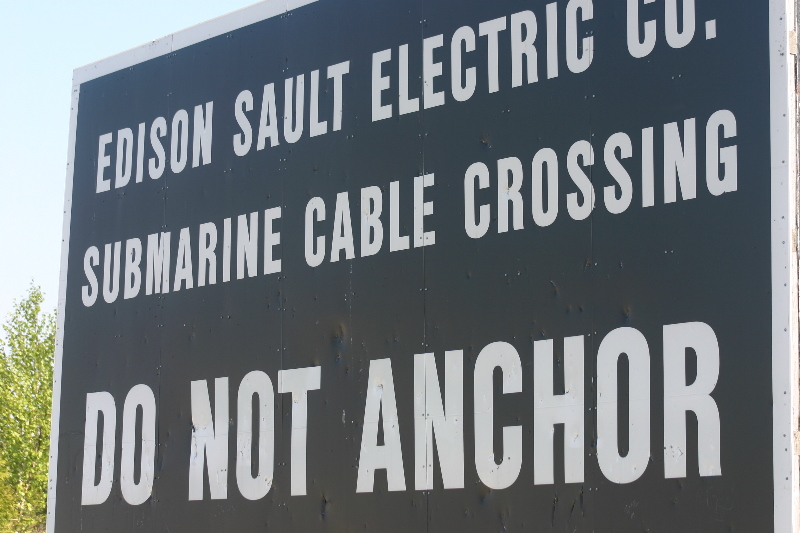 EDISON SAULT ELECTRIC CO.
SUBMARINE CABLE CROSSING
DO NOT ANCHOR